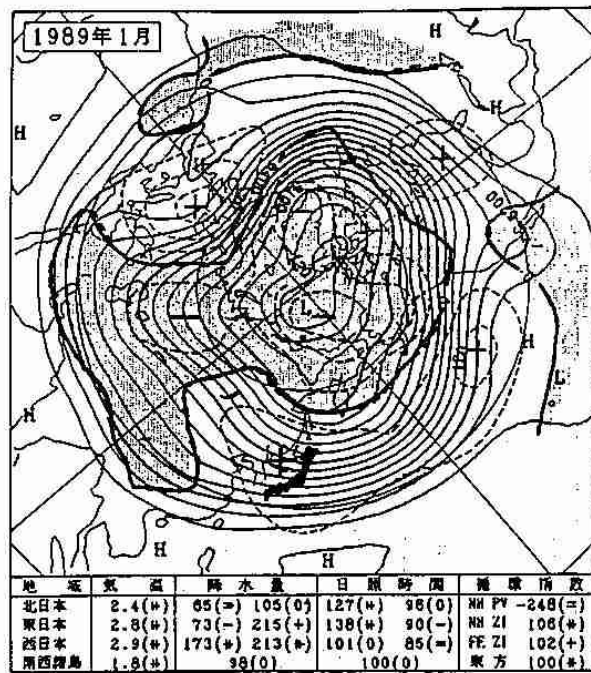 1989年1月
H
H
H
H
H
H
L
L
H
H
H
地域 気温 降水量 日照時間 循環指数
北日本 2.4(*) 85(=) 105(0) 127(*) 96(0) NH PV -248(=)
東日本 2.8(*) 73(-) 215(+) 138(*) 90(-) NH ZI 106(*)
西日本 2.9(*) 173(*) 213(*) 101(0) 85(=) FE ZI 102(+)
南西諸島 1.8(*) 98(0) 100(0) 東方 100(*)